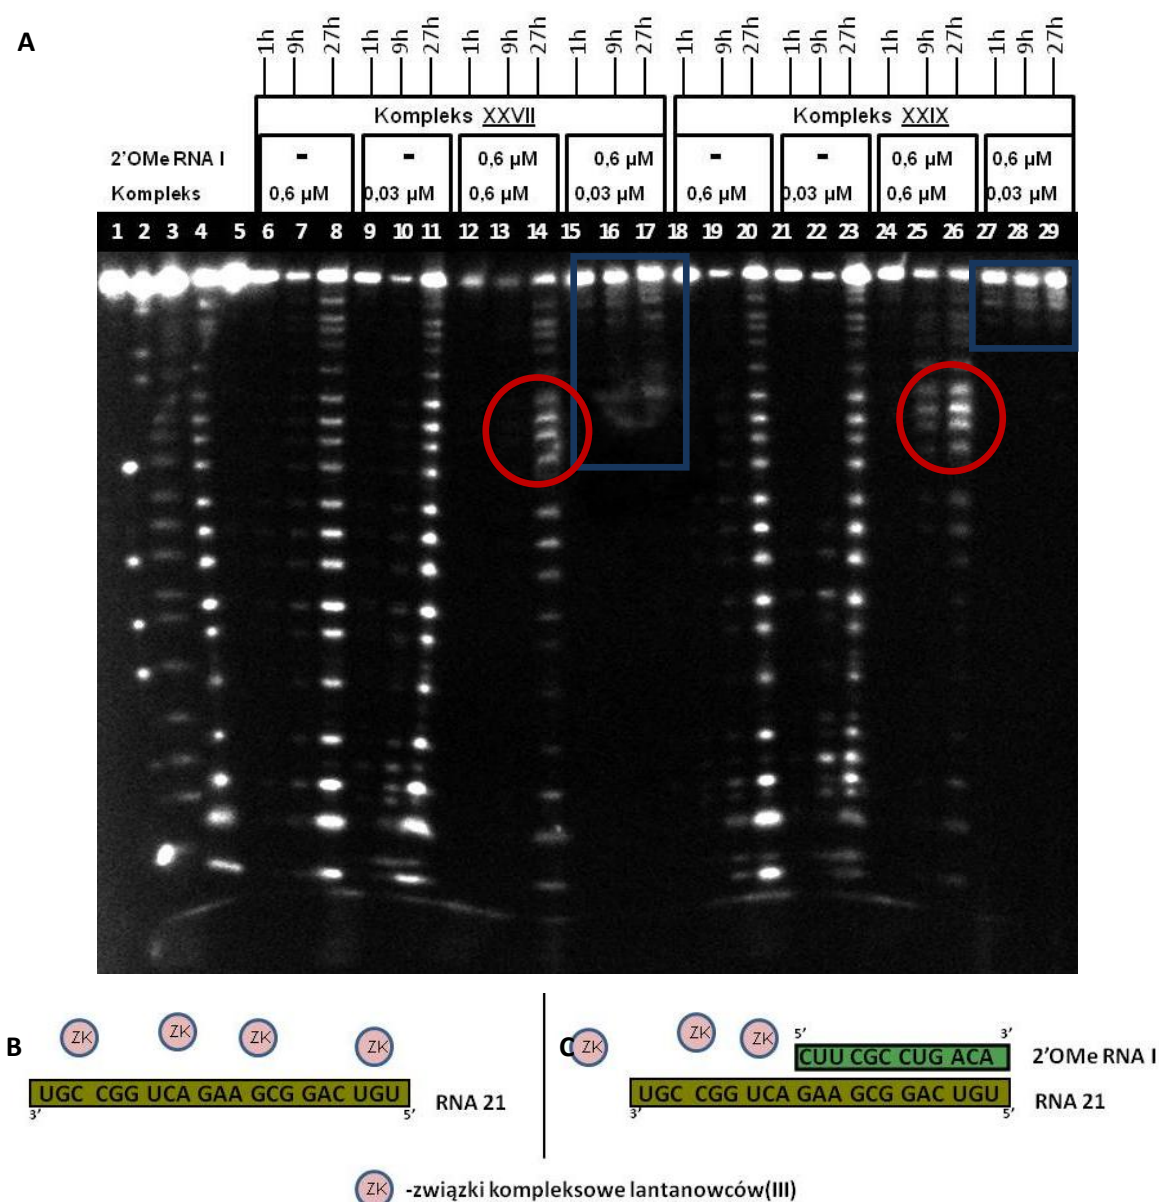 A
1h 9h 27h 1h 9h 27h 1h 9h 27h 1h 9h 27h 1h 9h 27h 1h 9h 27h 1h 9h 27h 1h 9h 27h
Kompleks XXVII Kompleks XXIX
2'OMe RNA I - - 0,6 µM 0,6 µM - - 0,6 µM 0,6 µM
Kompleks 0,6 µM 0,03 µM 0,6 µM 0,03 µM 0,6 µM 0,03 µM 0,6 µM 0,03 µM
1 2 3 4 5 6 7 8 9 10 11 12 13 14 15 16 17 18 19 20 21 22 23 24 25 26 27 28 29
B
ZK ZK ZK ZK
UGC CGG UCA GAA GCG GAC UGU RNA 21
3' 5'
C
ZK ZK ZK
5' 3'
CUU CGC CUG ACA 2'OMe RNA I
UGC CGG UCA GAA GCG GAC UGU RNA 21
3' 5'
ZK -związki kompleksowe lantanowców(III)